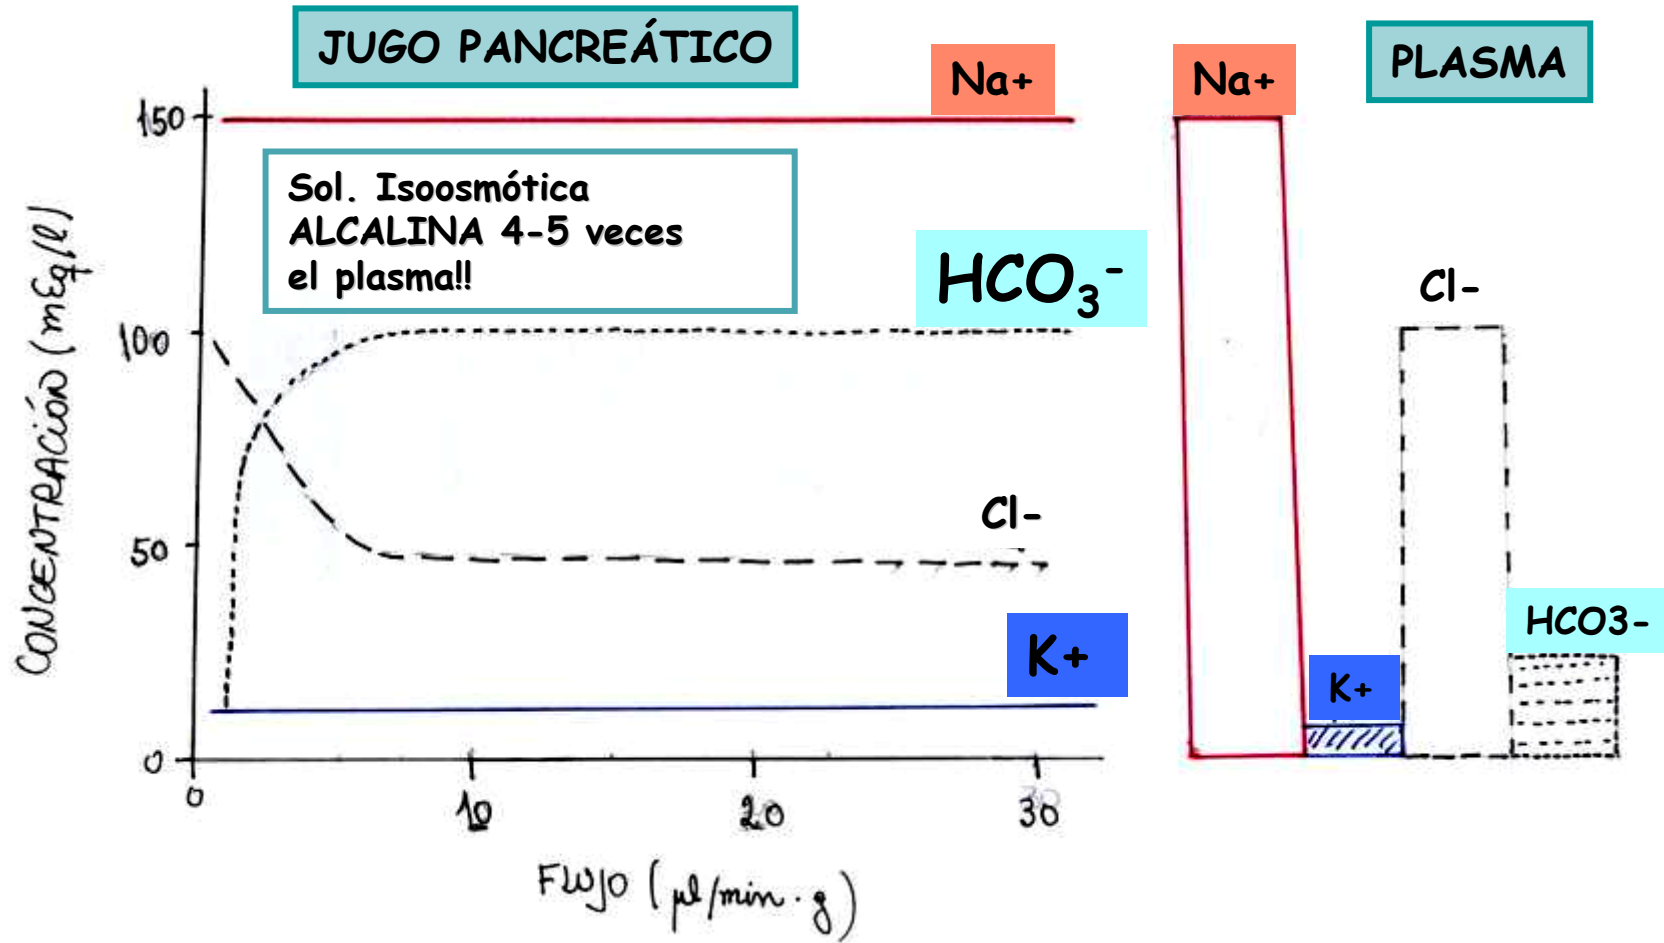 JUGO PANCREÁTICO
Na+
Na+
PLASMA
150
Sol. Isoosmótica
ALCALINA 4-5 veces
el plasma!!
HCO₃⁻
Cl-
100
CONCENTRACIÓN (mEq/l)
Cl-
50
HCO3-
K+
K+
0
0
10
20
30
FLUJO (µl/min·g)